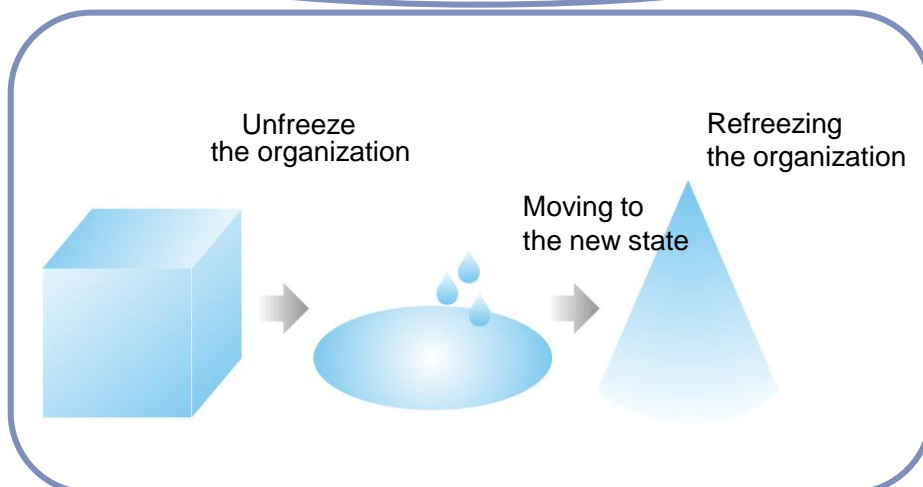 Unfreeze
the organization
Moving to
the new state
Refreezing
the organization